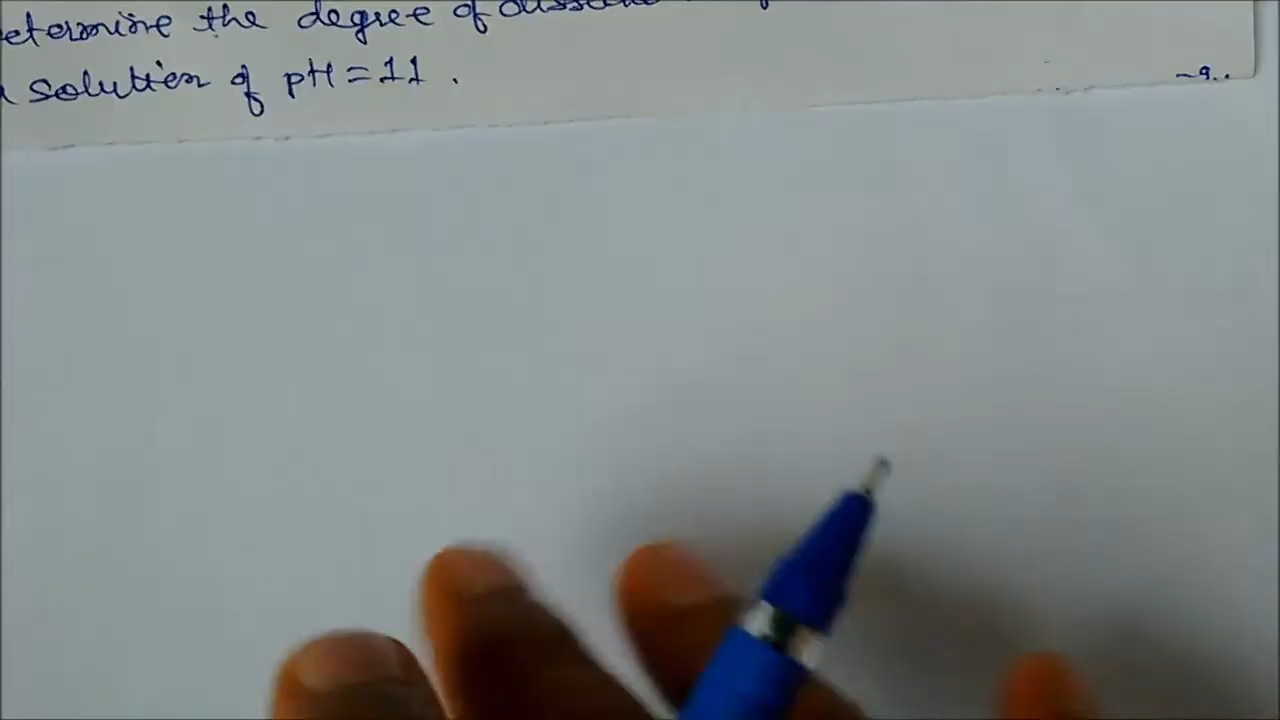 etermine the degree of
solution of pH = 11 .